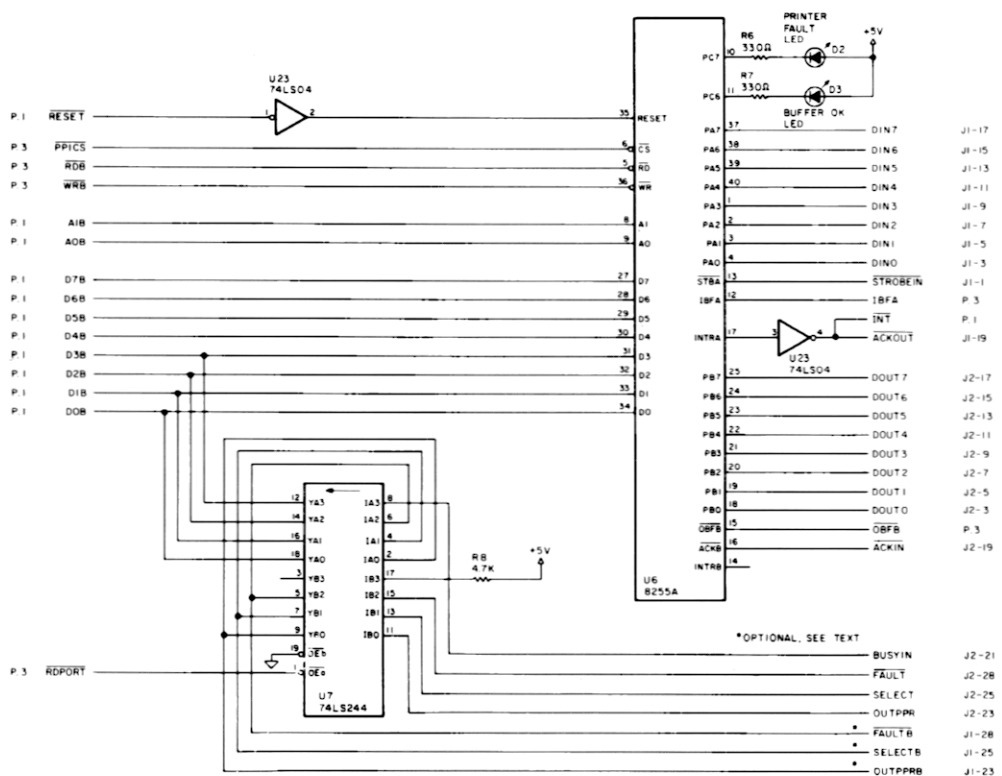 PRINTER
FAULT
LED
R6
330Ω
D2
+5V
PC7 10
R7
330Ω
D3
PC6 11
BUFFER OK
LED
U23
74LS04
P.1 RESET 1 2 35 RESET
P.3 PPICS 6 CS
P.3 RDB 5 RD
P.3 WRB 36 WR
P.1 A1B 8 A1
P.1 A0B 9 A0
P.1 D7B 27 D7
P.1 D6B 28 D6
P.1 D5B 29 D5
P.1 D4B 30 D4
P.1 D3B 31 D3
P.1 D2B 32 D2
P.1 D1B 33 D1
P.1 D0B 34 D0
PA7 37 DIN7 J1-17
PA6 38 DIN6 J1-15
PA5 39 DIN5 J1-13
PA4 40 DIN4 J1-11
PA3 1 DIN3 J1-9
PA2 2 DIN2 J1-7
PA1 3 DIN1 J1-5
PA0 4 DIN0 J1-3
STBA 13 STROBEIN J1-1
IBFA 12 IBFA P.3
INT P.1
INTRA 17 3 4 ACKOUT J1-19
U23
74LS04
PB7 25 DOUT7 J2-17
PB6 24 DOUT6 J2-15
PB5 23 DOUT5 J2-13
PB4 22 DOUT4 J2-11
PB3 21 DOUT3 J2-9
PB2 20 DOUT2 J2-7
PB1 19 DOUT1 J2-5
PB0 18 DOUT0 J2-3
OBFB 15 OBFB P.3
ACKB 16 ACKIN J2-19
INTRB 14
U6
8255A
12 YA3 IA3 8
14 YA2 IA2 6
16 YA1 IA1 4
18 YA0 IA0 2
3 YB3 IB3 17
5 YB2 IB2 15
7 YB1 IB1 13
9 YB0 IB0 11
19 OEb
P.3 RDPORT 1 OEa
U7
74LS244
R8
4.7K
+5V
*OPTIONAL, SEE TEXT
BUSYIN J2-21
FAULT J2-28
SELECT J2-25
OUTPPR J2-23
* FAULTB J1-28
* SELECTB J1-25
* OUTPPRB J1-23